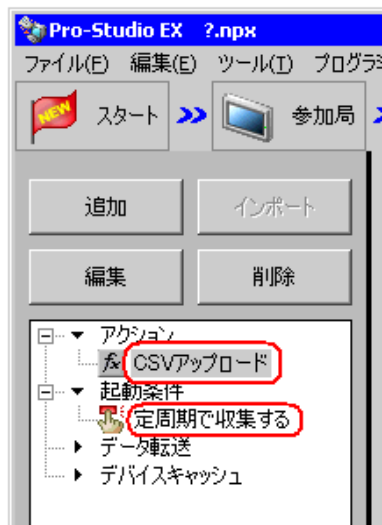 Pro-Studio EX ?.npx
ファイル(F) 編集(E) ツール(T) プログラ
NEW スタート >> 参加局
追加 インポート
編集 削除
アクション
fx CSVアップロード
起動条件
定周期で収集する
データ転送
デバイスキャッシュ